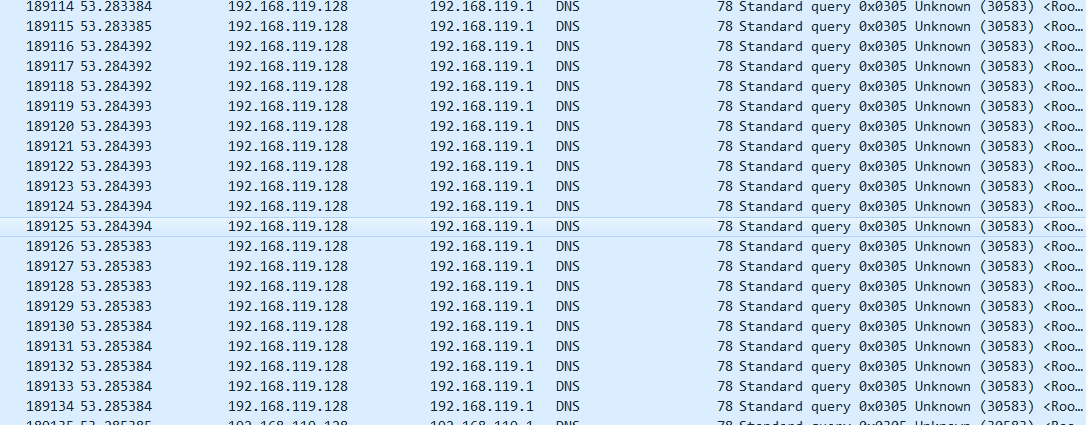 189114 53.283384 192.168.119.128 192.168.119.1 DNS 78 Standard query 0x0305 Unknown (30583) <Roo…
189115 53.283385 192.168.119.128 192.168.119.1 DNS 78 Standard query 0x0305 Unknown (30583) <Roo…
189116 53.284392 192.168.119.128 192.168.119.1 DNS 78 Standard query 0x0305 Unknown (30583) <Roo…
189117 53.284392 192.168.119.128 192.168.119.1 DNS 78 Standard query 0x0305 Unknown (30583) <Roo…
189118 53.284392 192.168.119.128 192.168.119.1 DNS 78 Standard query 0x0305 Unknown (30583) <Roo…
189119 53.284393 192.168.119.128 192.168.119.1 DNS 78 Standard query 0x0305 Unknown (30583) <Roo…
189120 53.284393 192.168.119.128 192.168.119.1 DNS 78 Standard query 0x0305 Unknown (30583) <Roo…
189121 53.284393 192.168.119.128 192.168.119.1 DNS 78 Standard query 0x0305 Unknown (30583) <Roo…
189122 53.284393 192.168.119.128 192.168.119.1 DNS 78 Standard query 0x0305 Unknown (30583) <Roo…
189123 53.284393 192.168.119.128 192.168.119.1 DNS 78 Standard query 0x0305 Unknown (30583) <Roo…
189124 53.284394 192.168.119.128 192.168.119.1 DNS 78 Standard query 0x0305 Unknown (30583) <Roo…
189125 53.284394 192.168.119.128 192.168.119.1 DNS 78 Standard query 0x0305 Unknown (30583) <Roo…
189126 53.285383 192.168.119.128 192.168.119.1 DNS 78 Standard query 0x0305 Unknown (30583) <Roo…
189127 53.285383 192.168.119.128 192.168.119.1 DNS 78 Standard query 0x0305 Unknown (30583) <Roo…
189128 53.285383 192.168.119.128 192.168.119.1 DNS 78 Standard query 0x0305 Unknown (30583) <Roo…
189129 53.285383 192.168.119.128 192.168.119.1 DNS 78 Standard query 0x0305 Unknown (30583) <Roo…
189130 53.285384 192.168.119.128 192.168.119.1 DNS 78 Standard query 0x0305 Unknown (30583) <Roo…
189131 53.285384 192.168.119.128 192.168.119.1 DNS 78 Standard query 0x0305 Unknown (30583) <Roo…
189132 53.285384 192.168.119.128 192.168.119.1 DNS 78 Standard query 0x0305 Unknown (30583) <Roo…
189133 53.285384 192.168.119.128 192.168.119.1 DNS 78 Standard query 0x0305 Unknown (30583) <Roo…
189134 53.285384 192.168.119.128 192.168.119.1 DNS 78 Standard query 0x0305 Unknown (30583) <Roo…